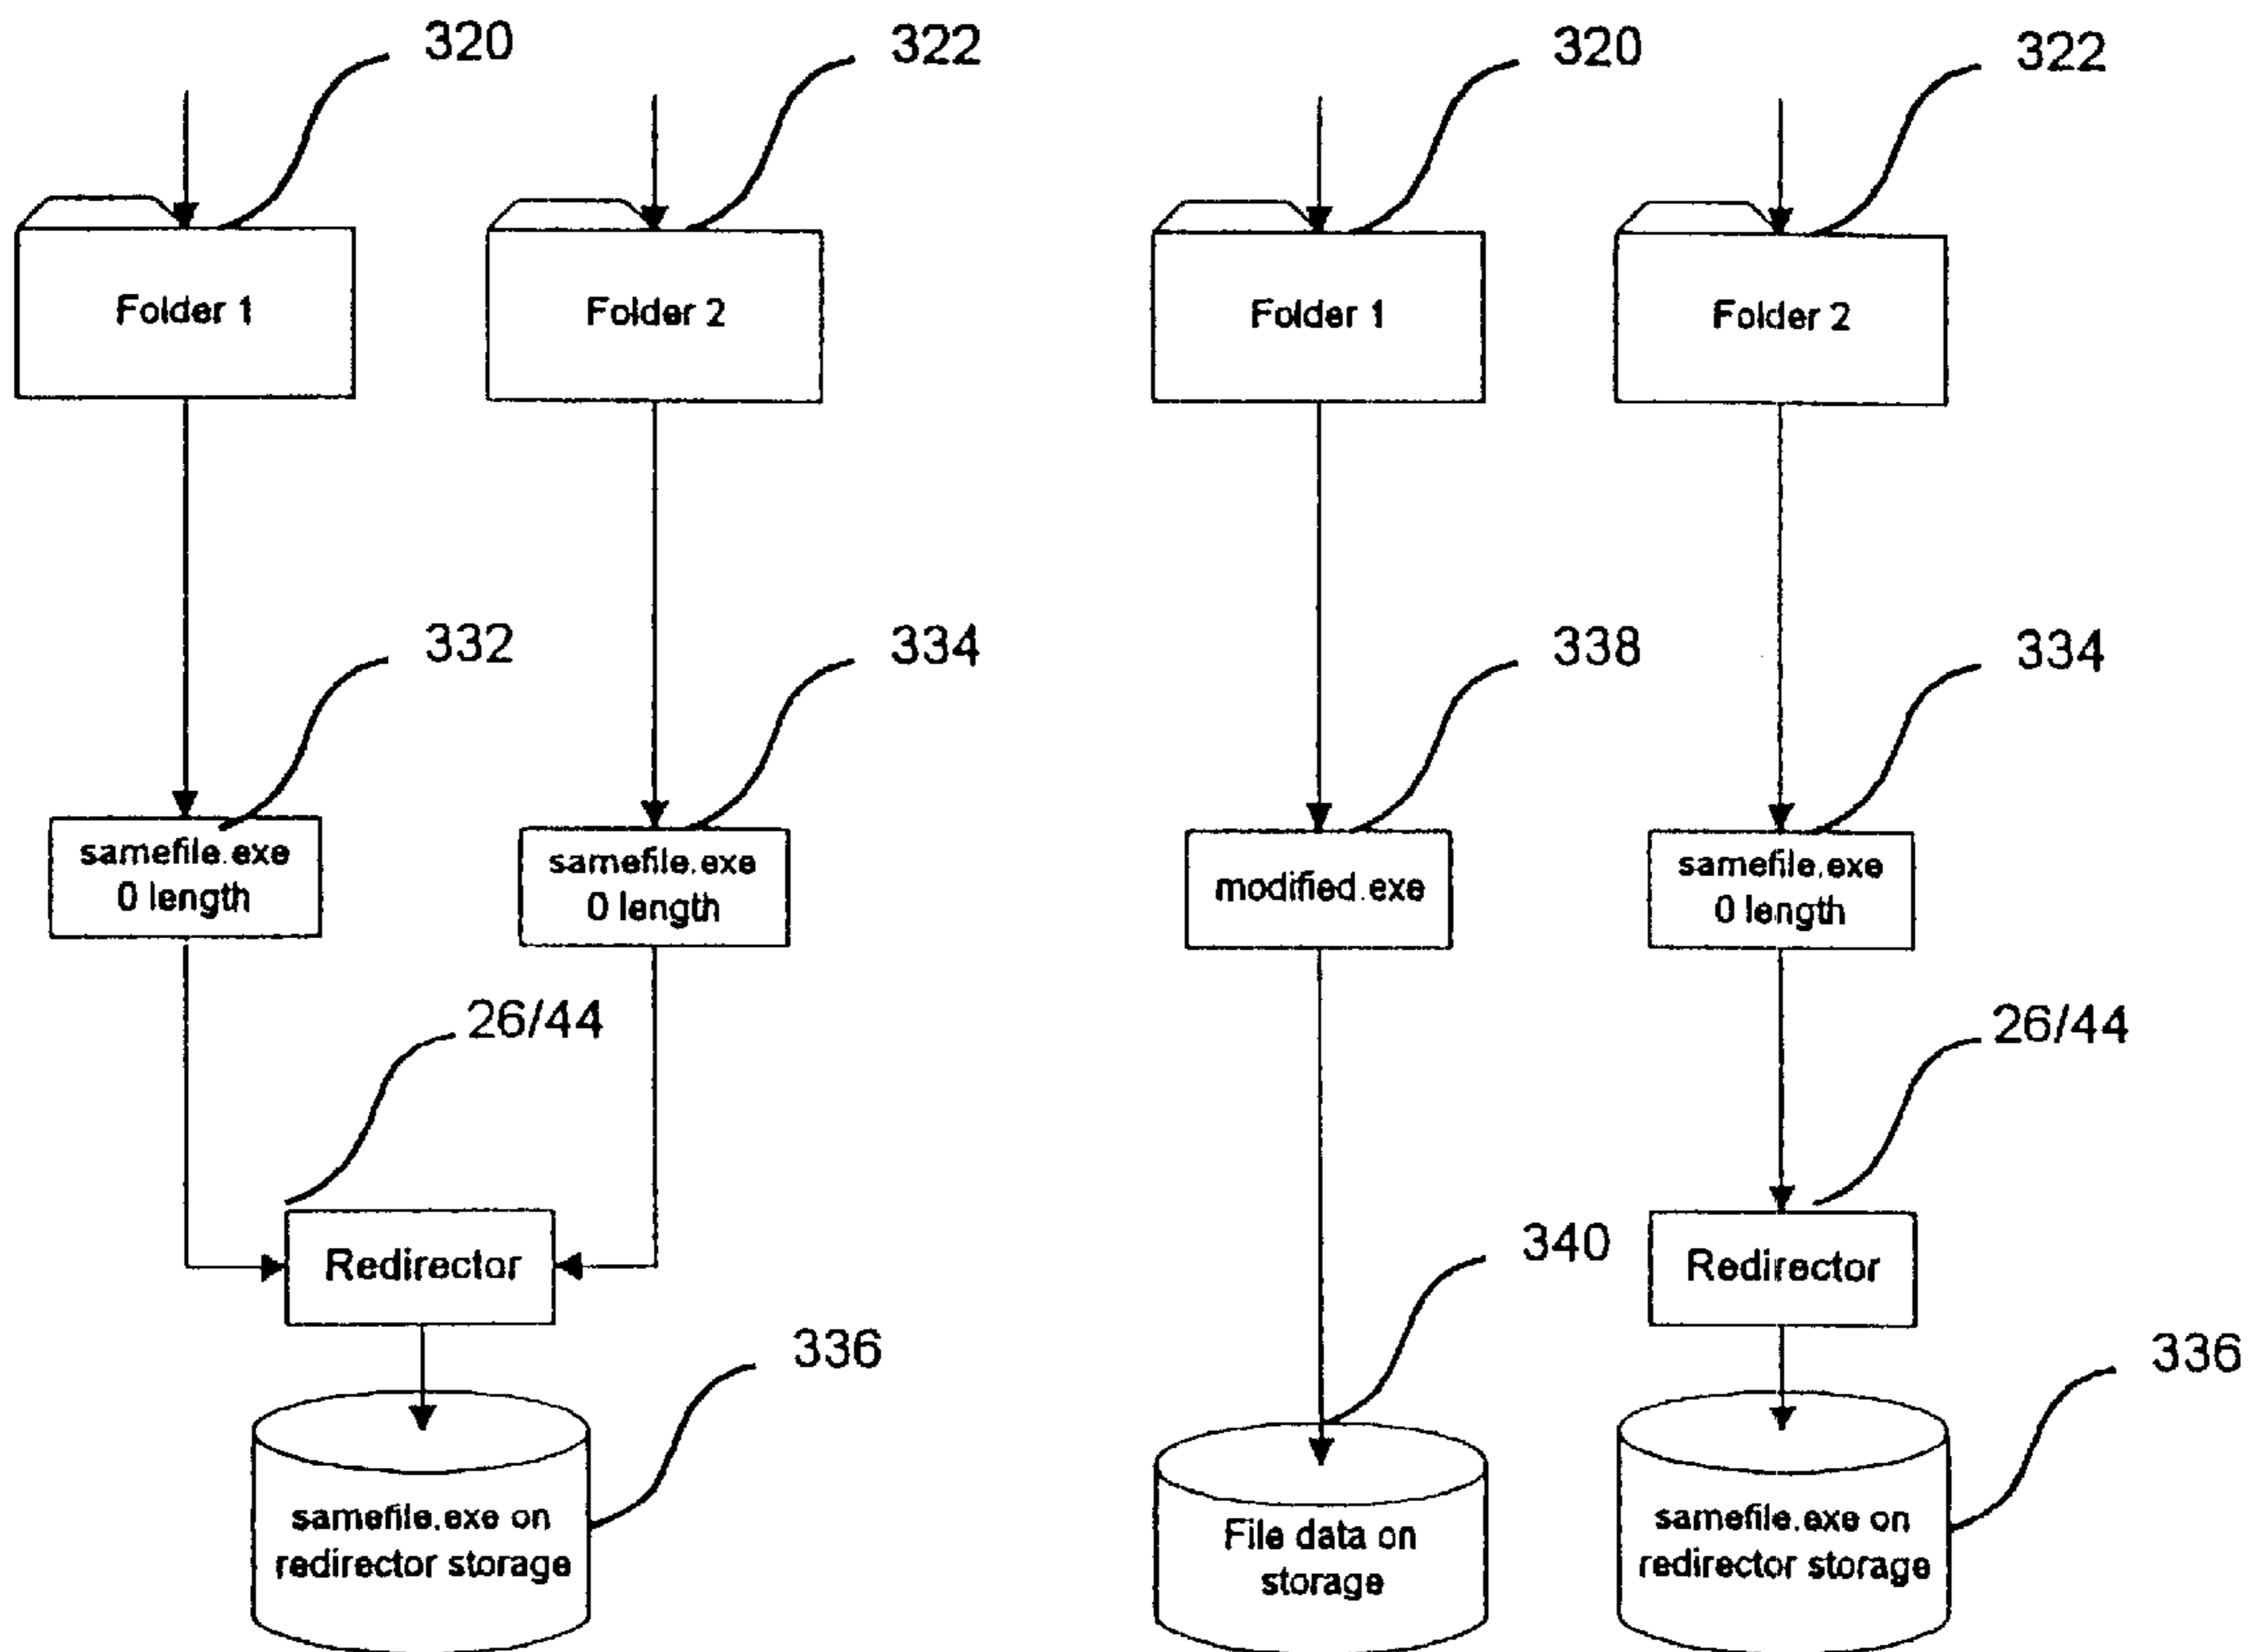 320
322
320
322
Folder 1
Folder 2
Folder 1
Folder 2
332
334
338
334
samefile.exe
0 length
samefile.exe
0 length
modified.exe
samefile.exe
0 length
26/44
26/44
Redirector
340
Redirector
336
336
samefile.exe on
redirector storage
File data on
storage
samefile.exe on
redirector storage